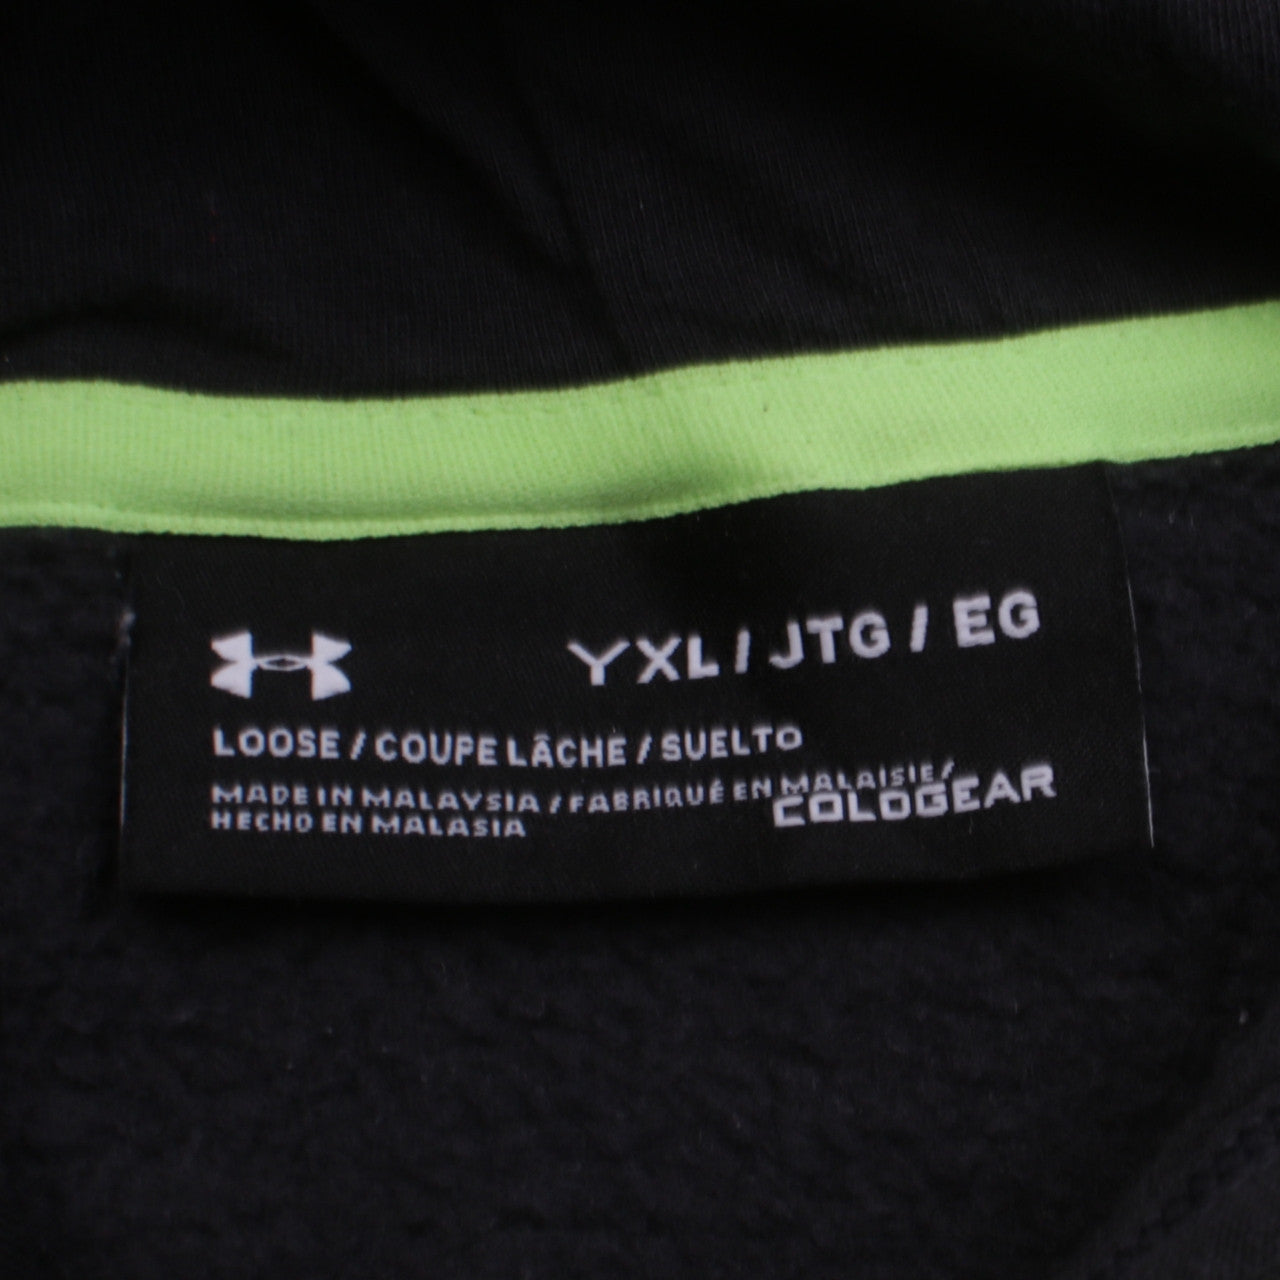 YXL / JTG / EG
LOOSE / COUPE LÂCHE / SUELTO
MADE IN MALAYSIA / FABRIQUÉ EN MALAISIE /
HECHO EN MALASIA
COLDGEAR